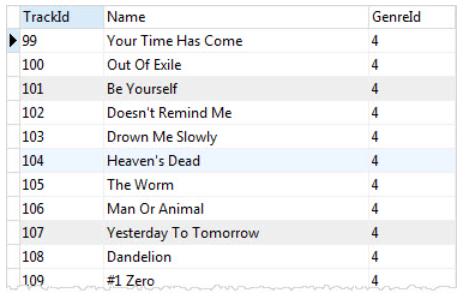 TrackId Name GenreId
99 Your Time Has Come 4
100 Out Of Exile 4
101 Be Yourself 4
102 Doesn't Remind Me 4
103 Drown Me Slowly 4
104 Heaven's Dead 4
105 The Worm 4
106 Man Or Animal 4
107 Yesterday To Tomorrow 4
108 Dandelion 4
109 #1 Zero 4